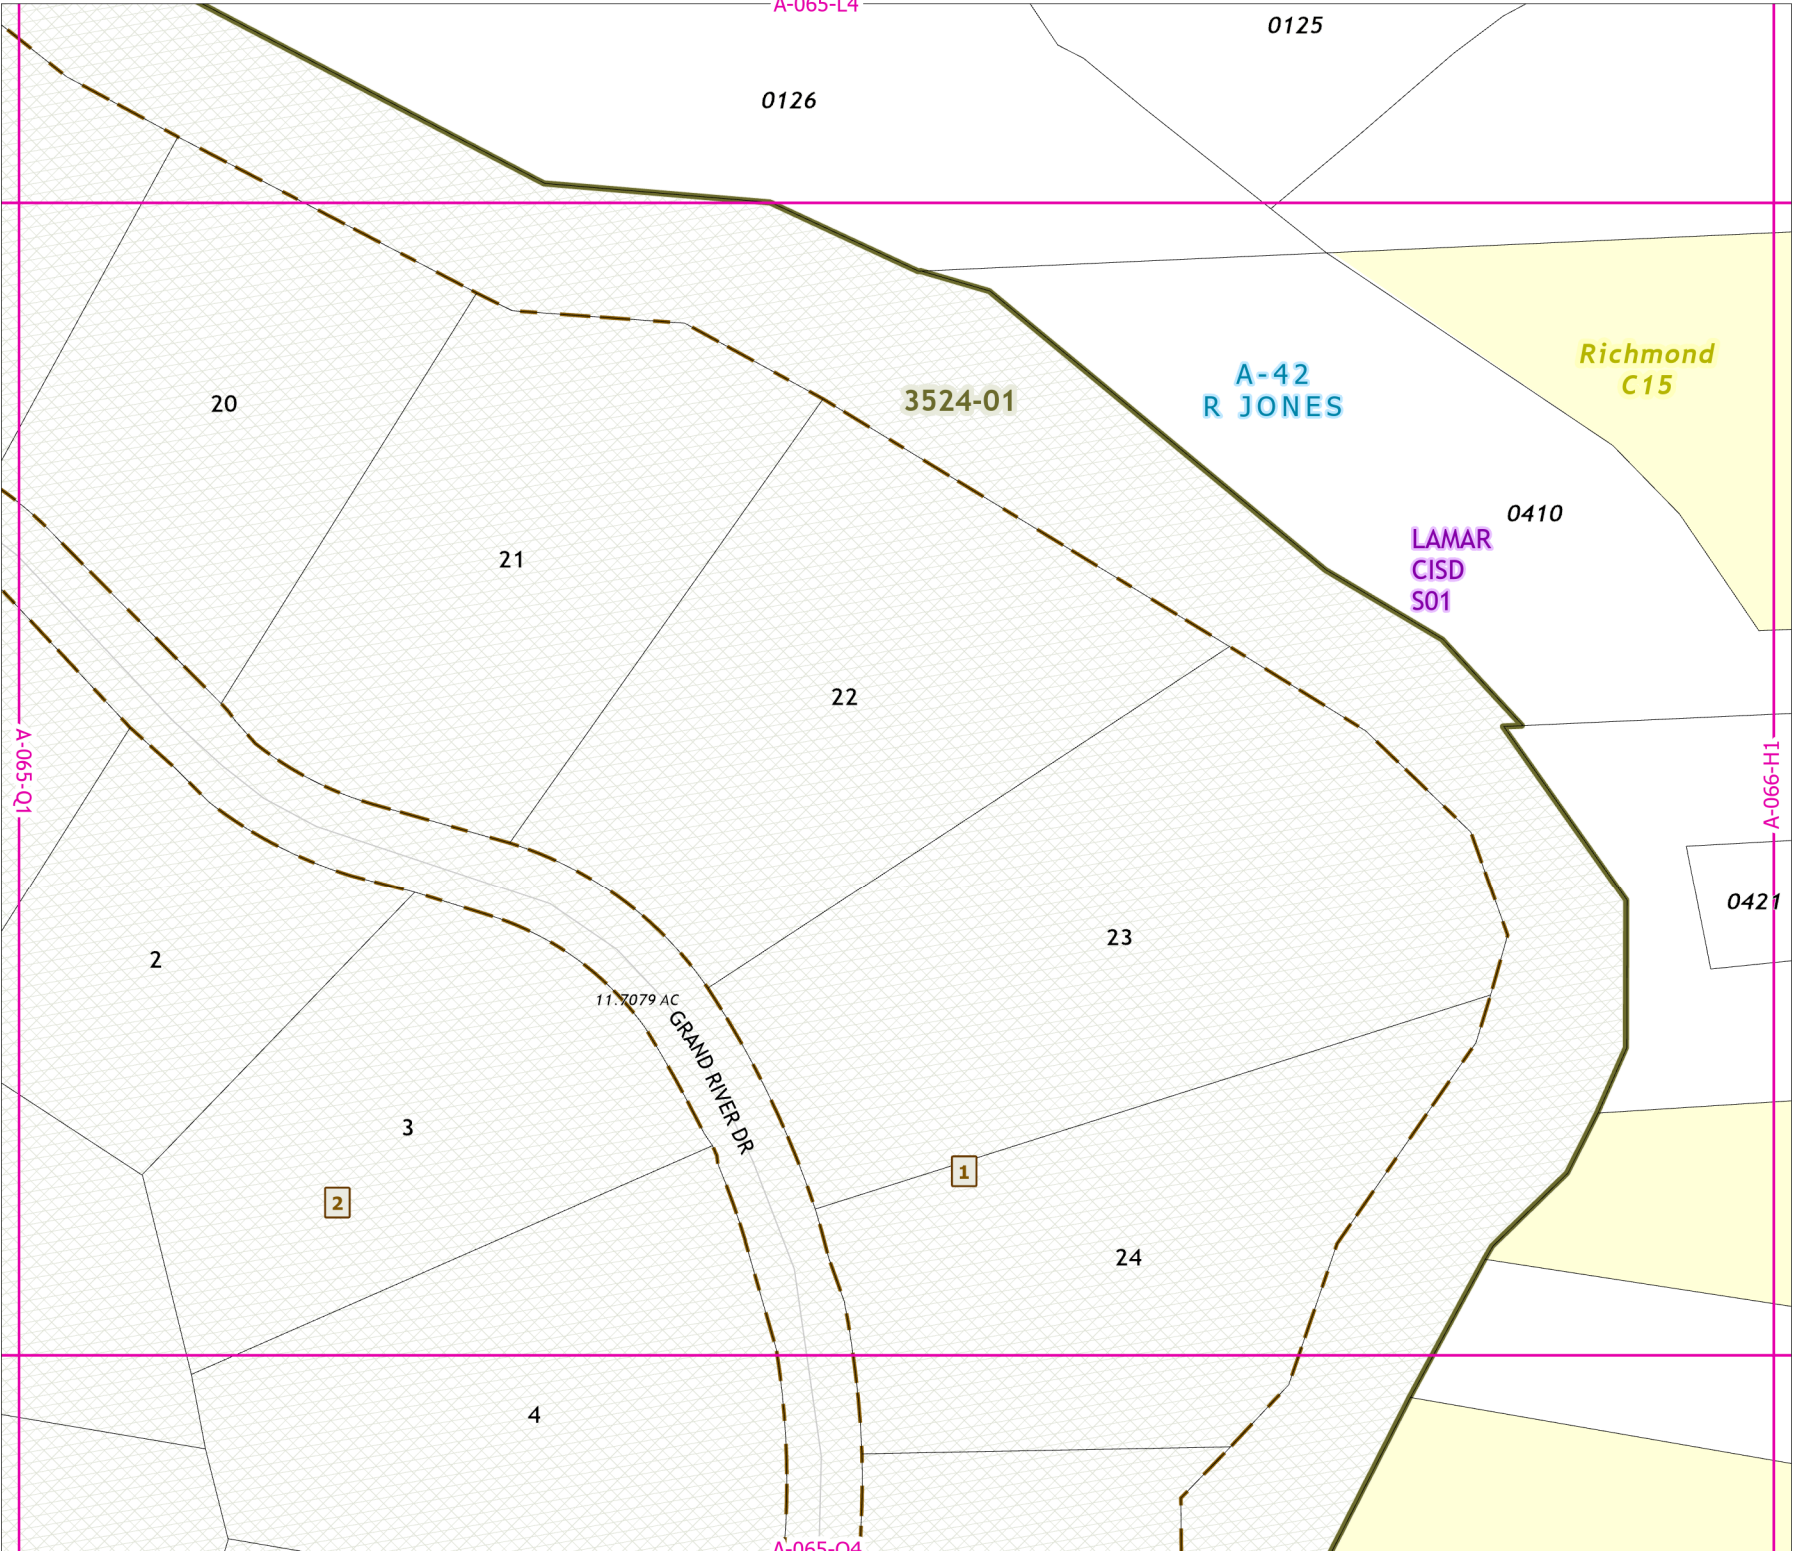 A-065-L4
0125
0126
Richmond
C15
A-42
R JONES
3524-01
20
0410
LAMAR
CISD
S01
21
22
A-065-Q1
A-066-H1
0421
23
2
11.7079 AC
GRAND RIVER DR
3
1
2
24
4
A-065-Q4